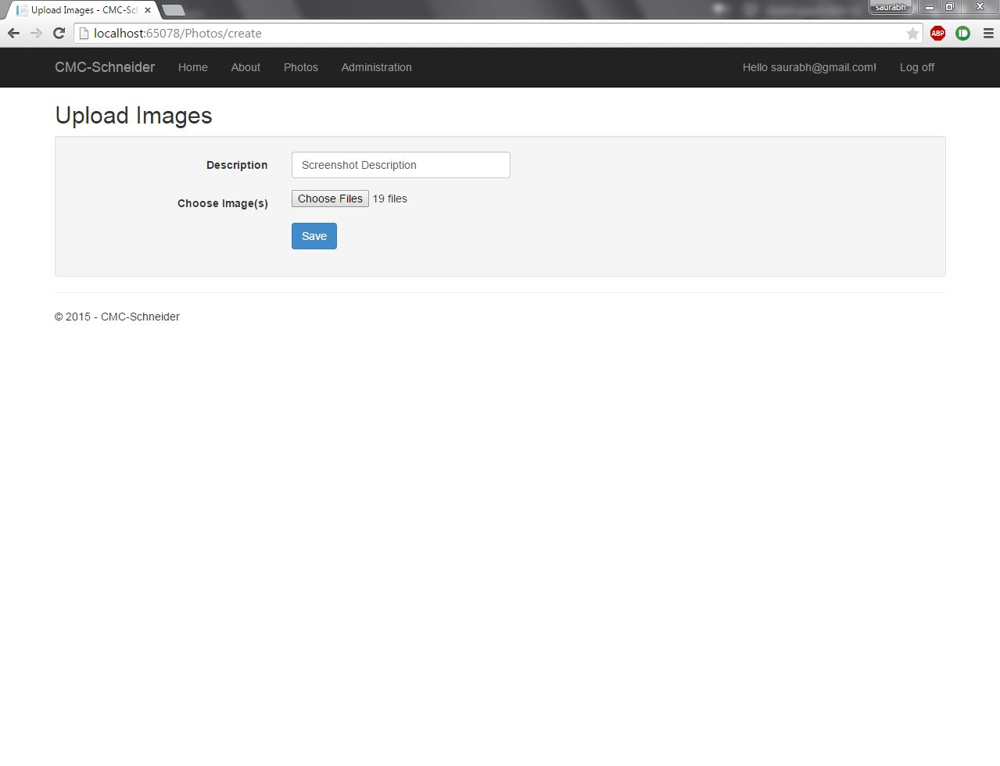 Upload Images - CMC-Sch
saurabh
localhost:65078/Photos/create
ABP
CMC-Schneider Home About Photos Administration Hello saurabh@gmail.com! Log off
Upload Images
Description Screenshot Description
Choose Image(s) Choose Files 19 files
Save
© 2015 - CMC-Schneider